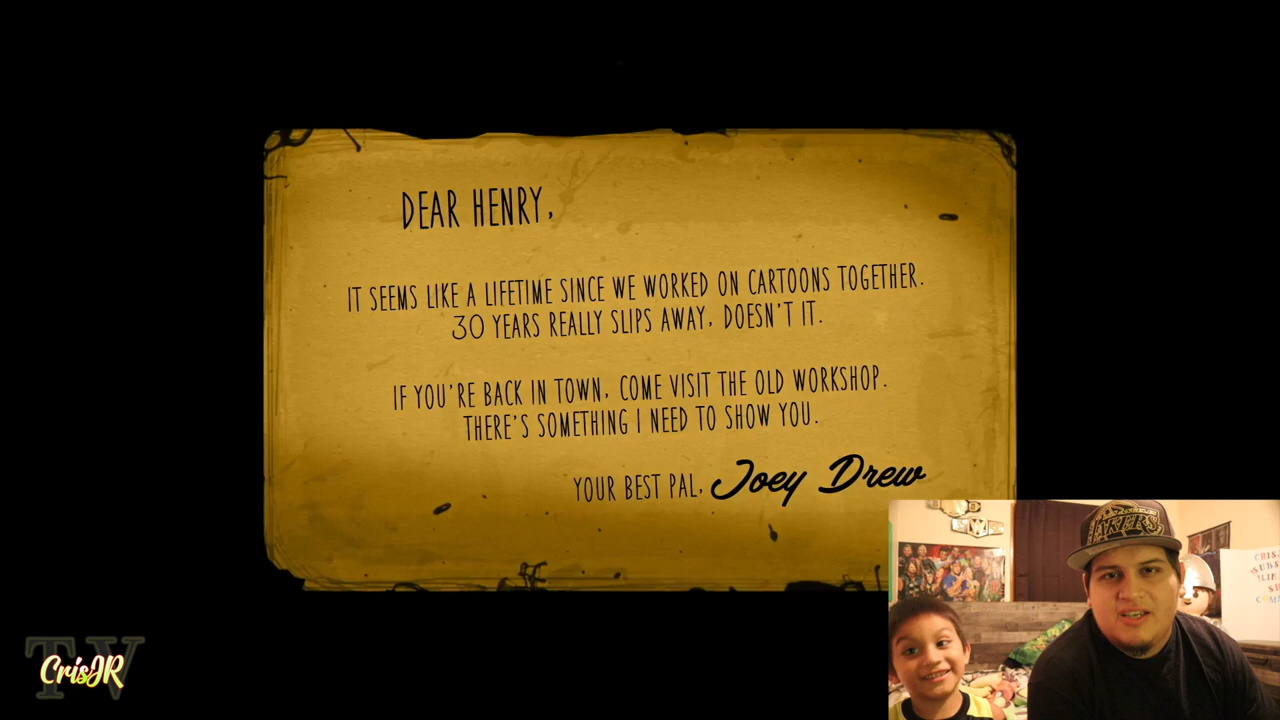 DEAR HENRY,
IT SEEMS LIKE A LIFETIME SINCE WE WORKED ON CARTOONS TOGETHER.
30 YEARS REALLY SLIPS AWAY, DOESN'T IT.
IF YOU'RE BACK IN TOWN, COME VISIT THE OLD WORKSHOP.
THERE'S SOMETHING I NEED TO SHOW YOU.
YOUR BEST PAL, Joey Drew
LAKERS
CRIS
TV
CrisJR